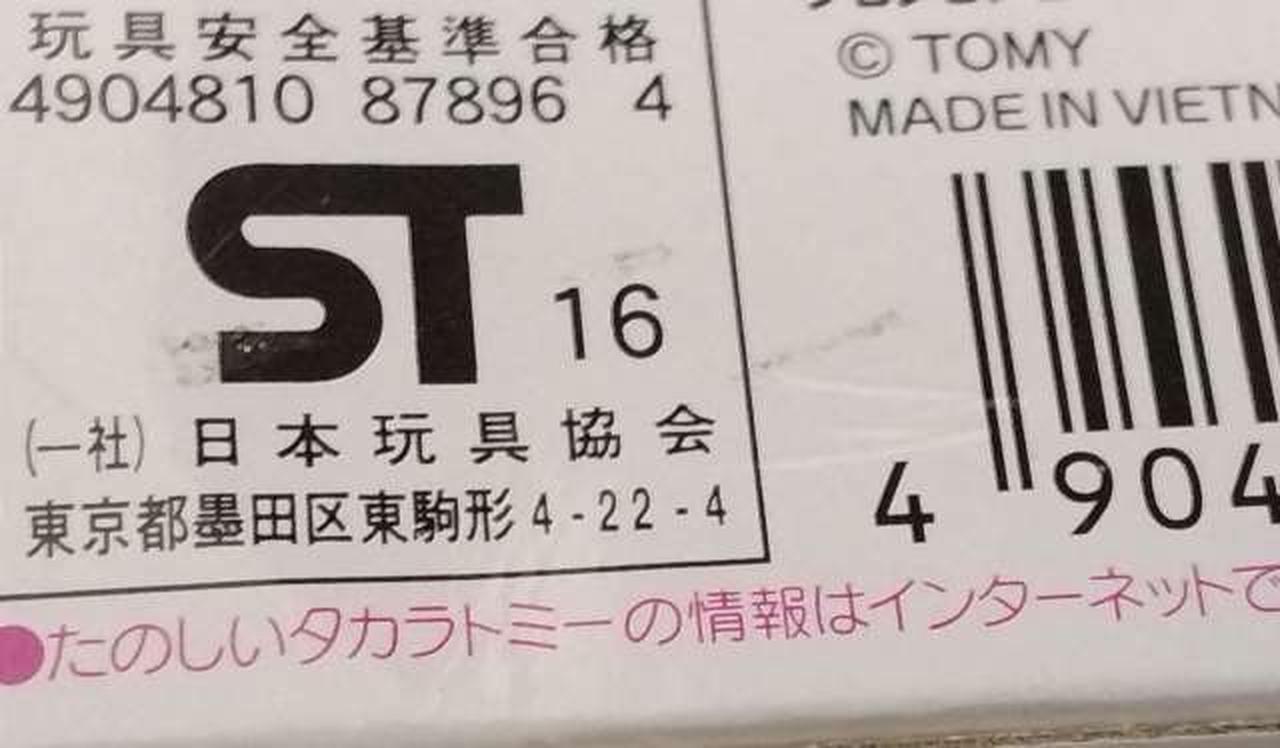 玩具安全基準合格
4904810 87896 4
ST 16
(一社) 日本玩具協会
東京都墨田区東駒形4-22-4
© TOMY
MADE IN VIETN
4 904
●たのしいタカラトミーの情報はインターネットで